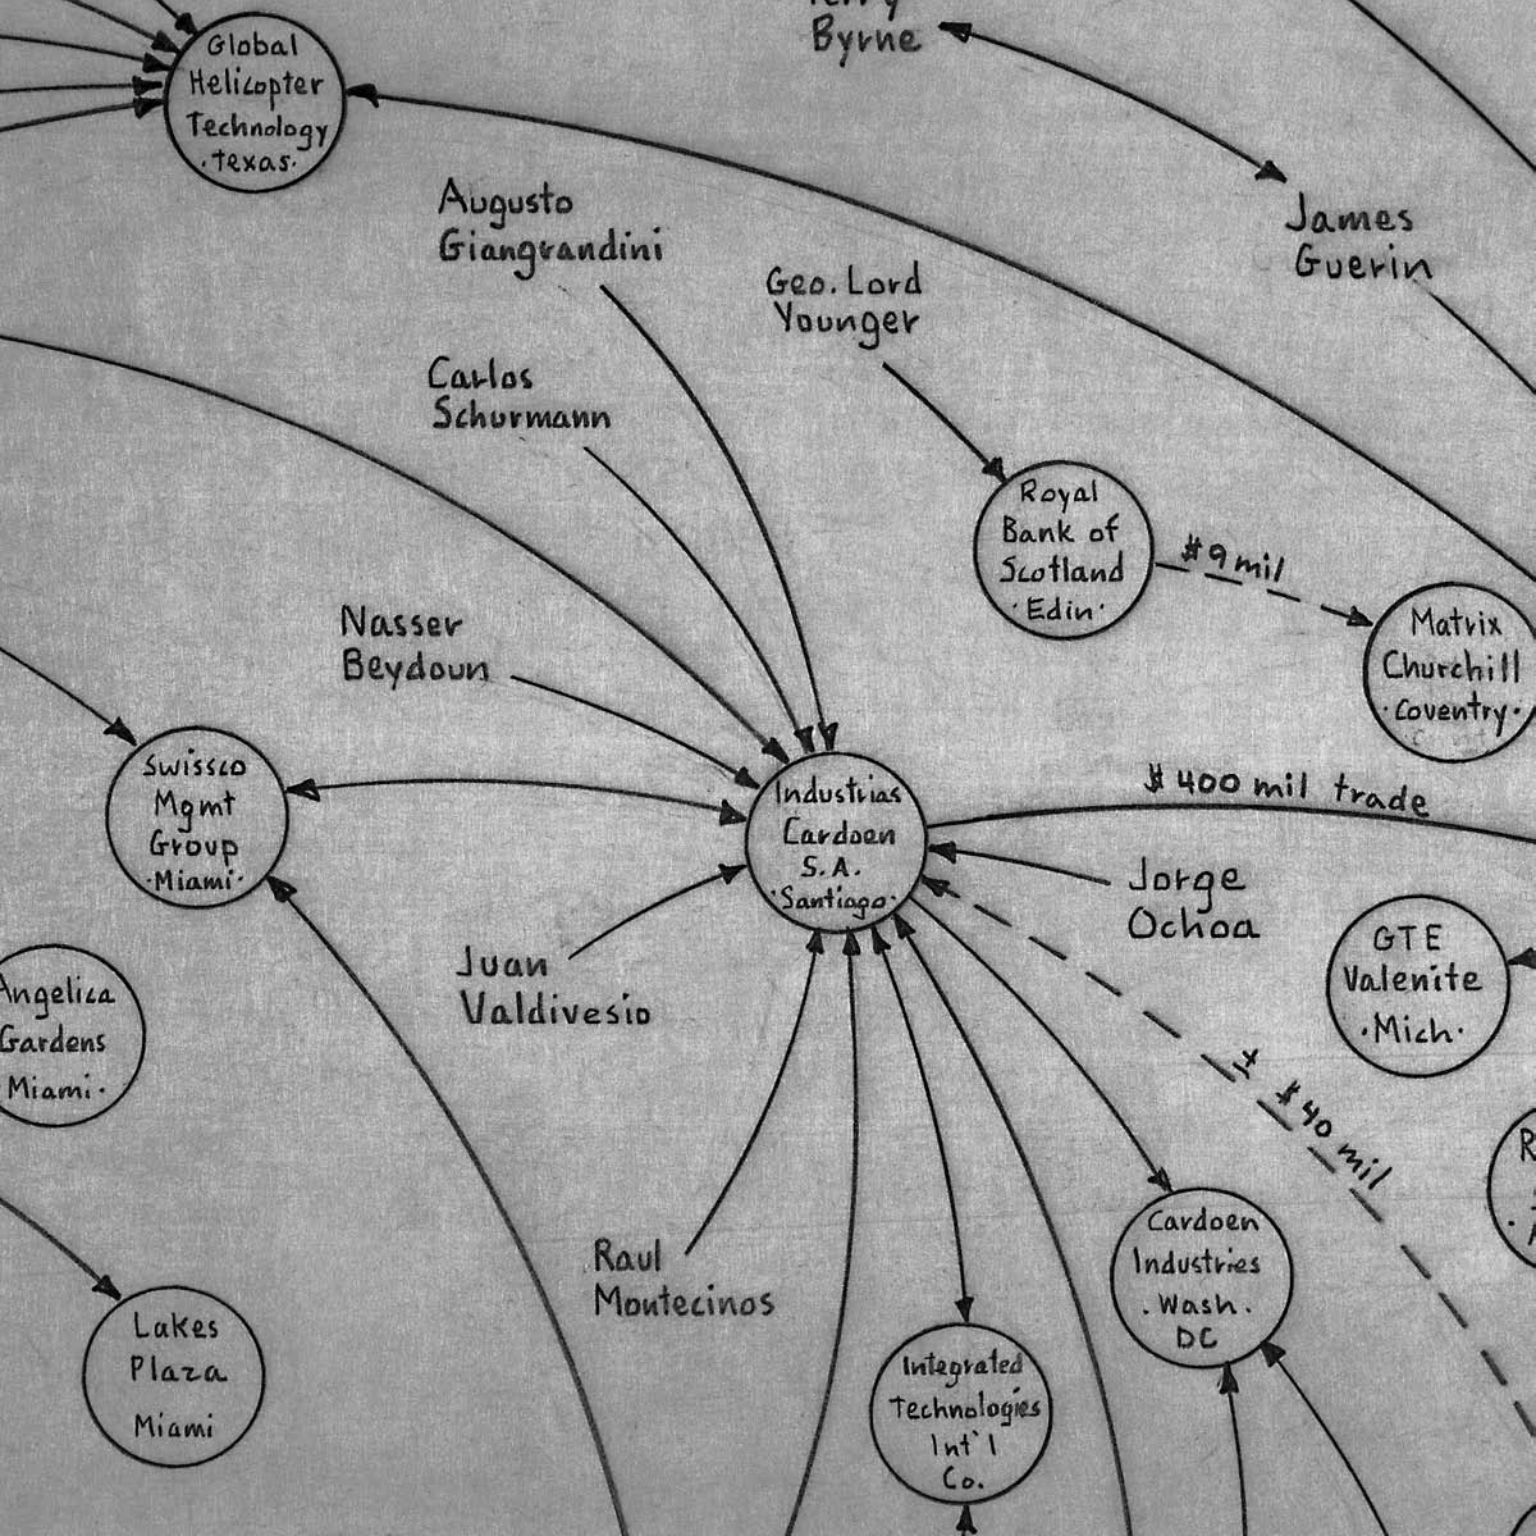 Global
Helicopter
Technology
·texas·
Byrne
James
Guerin
Augusto
Giangrandini
Geo. Lord
Younger
Carlos
Schurmann
Royal
Bank of
Scotland
·Edin·
$9 mil
Matrix
Churchill
·Coventry·
Nasser
Beydoun
Swissco
Mgmt
Group
·Miami·
Industrias
Cardoen
S.A.
·Santiago·
$400 mil trade
Jorge
Ochoa
GTE
Valenite
·Mich·
Angelica
Gardens
Miami·
Juan
Valdivesio
± $40 mil
Raul
Montecinos
Cardoen
Industries
. Wash .
DC
Lakes
Plaza
Miami
Integrated
Technologies
Int'l
Co.